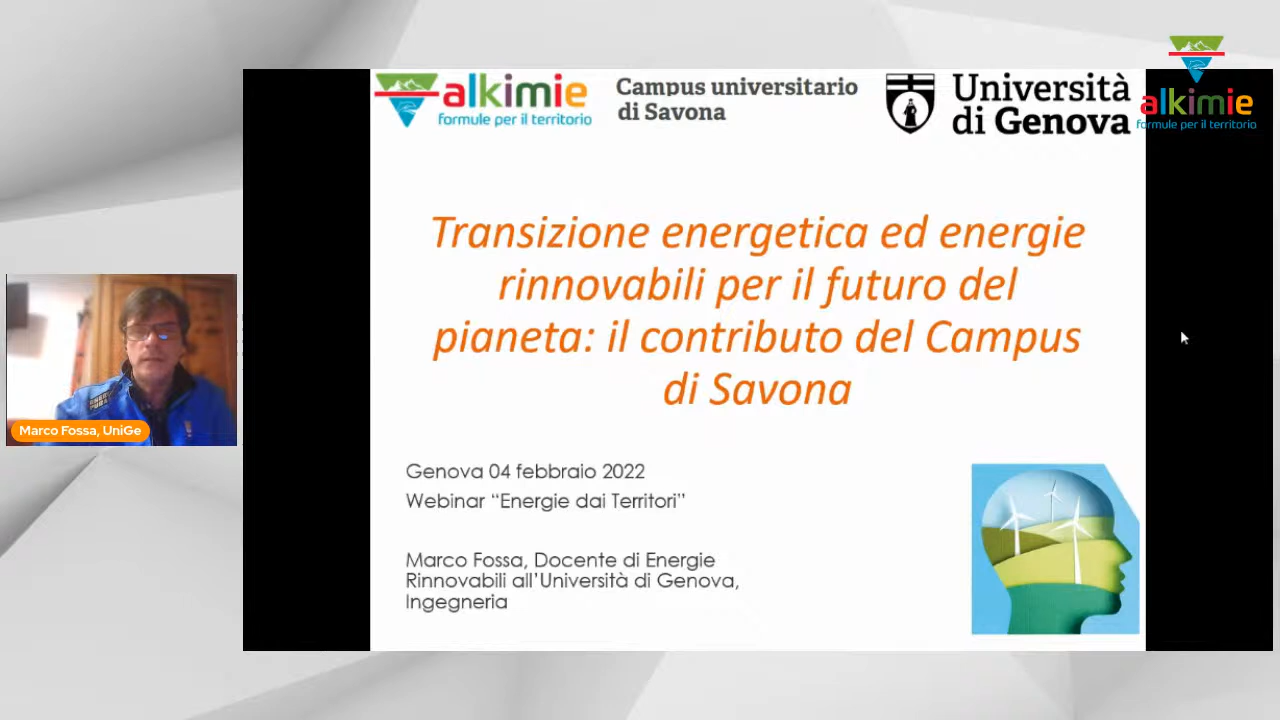 alkimie
formule per il territorio
Campus universitario
di Savona
Università
di Genova
alkimie
formule per il territorio
Transizione energetica ed energie
rinnovabili per il futuro del
pianeta: il contributo del Campus
di Savona
Marco Fossa, UniGe
Genova 04 febbraio 2022
Webinar “Energie dai Territori”
Marco Fossa, Docente di Energie
Rinnovabili all’Università di Genova,
Ingegneria